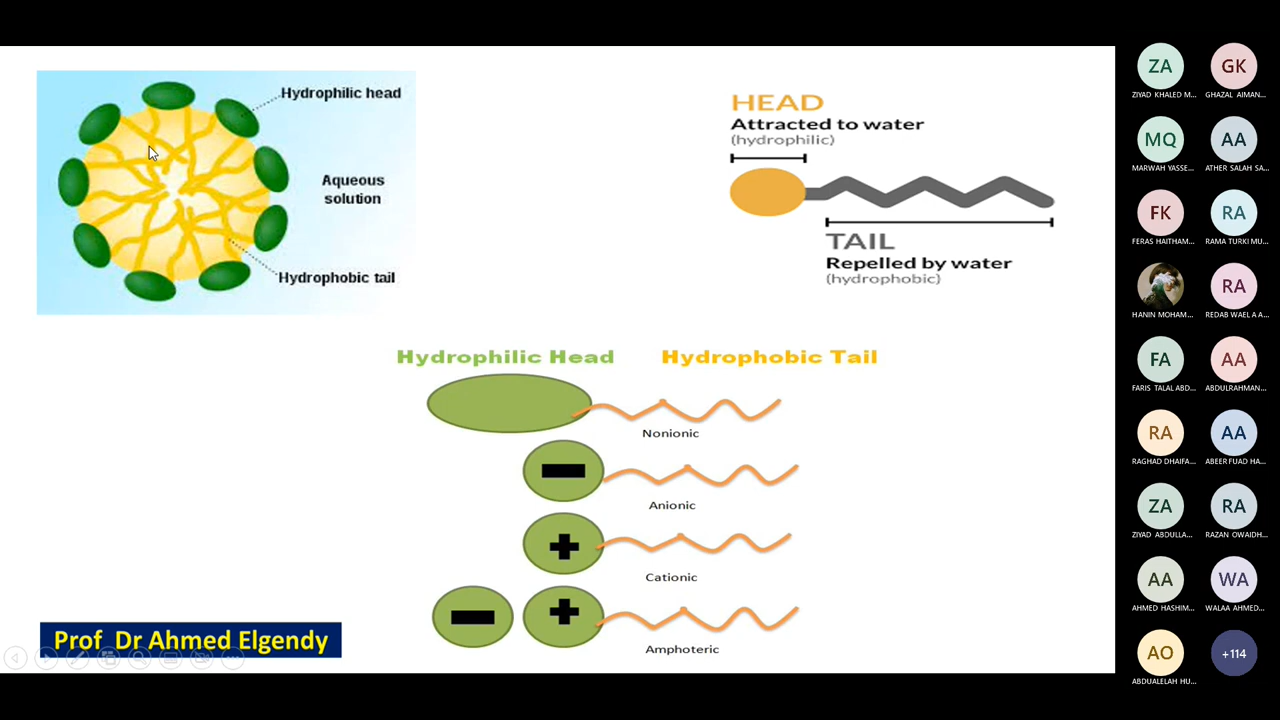 Hydrophilic head
Aqueous
solution
Hydrophobic tail
HEAD
Attracted to water
(hydrophilic)
TAIL
Repelled by water
(hydrophobic)
Hydrophilic Head
Hydrophobic Tail
Nonionic
Anionic
Cationic
Amphoteric
Prof Dr Ahmed Elgendy
ZA
ZIYAD KHALED M...
GK
GHAZAL AIMAN...
MQ
MARWAH YASSE...
AA
ATHER SALAH SA...
FK
FERAS HAITHAM...
RA
RAMA TURKI MU...
HANIN MOHAM...
RA
REDAB WAEL A A...
FA
FARIS TALAL ABD...
AA
ABDULRAHMAN...
RA
RAGHAD DHAIFA...
AA
ABEER FUAD HA...
ZA
ZIYAD ABDULLA...
RA
RAZAN OWAIDH...
AA
AHMED HASHIM...
WA
WALAA AHMED...
AO
ABDUALELAH HU...
+114